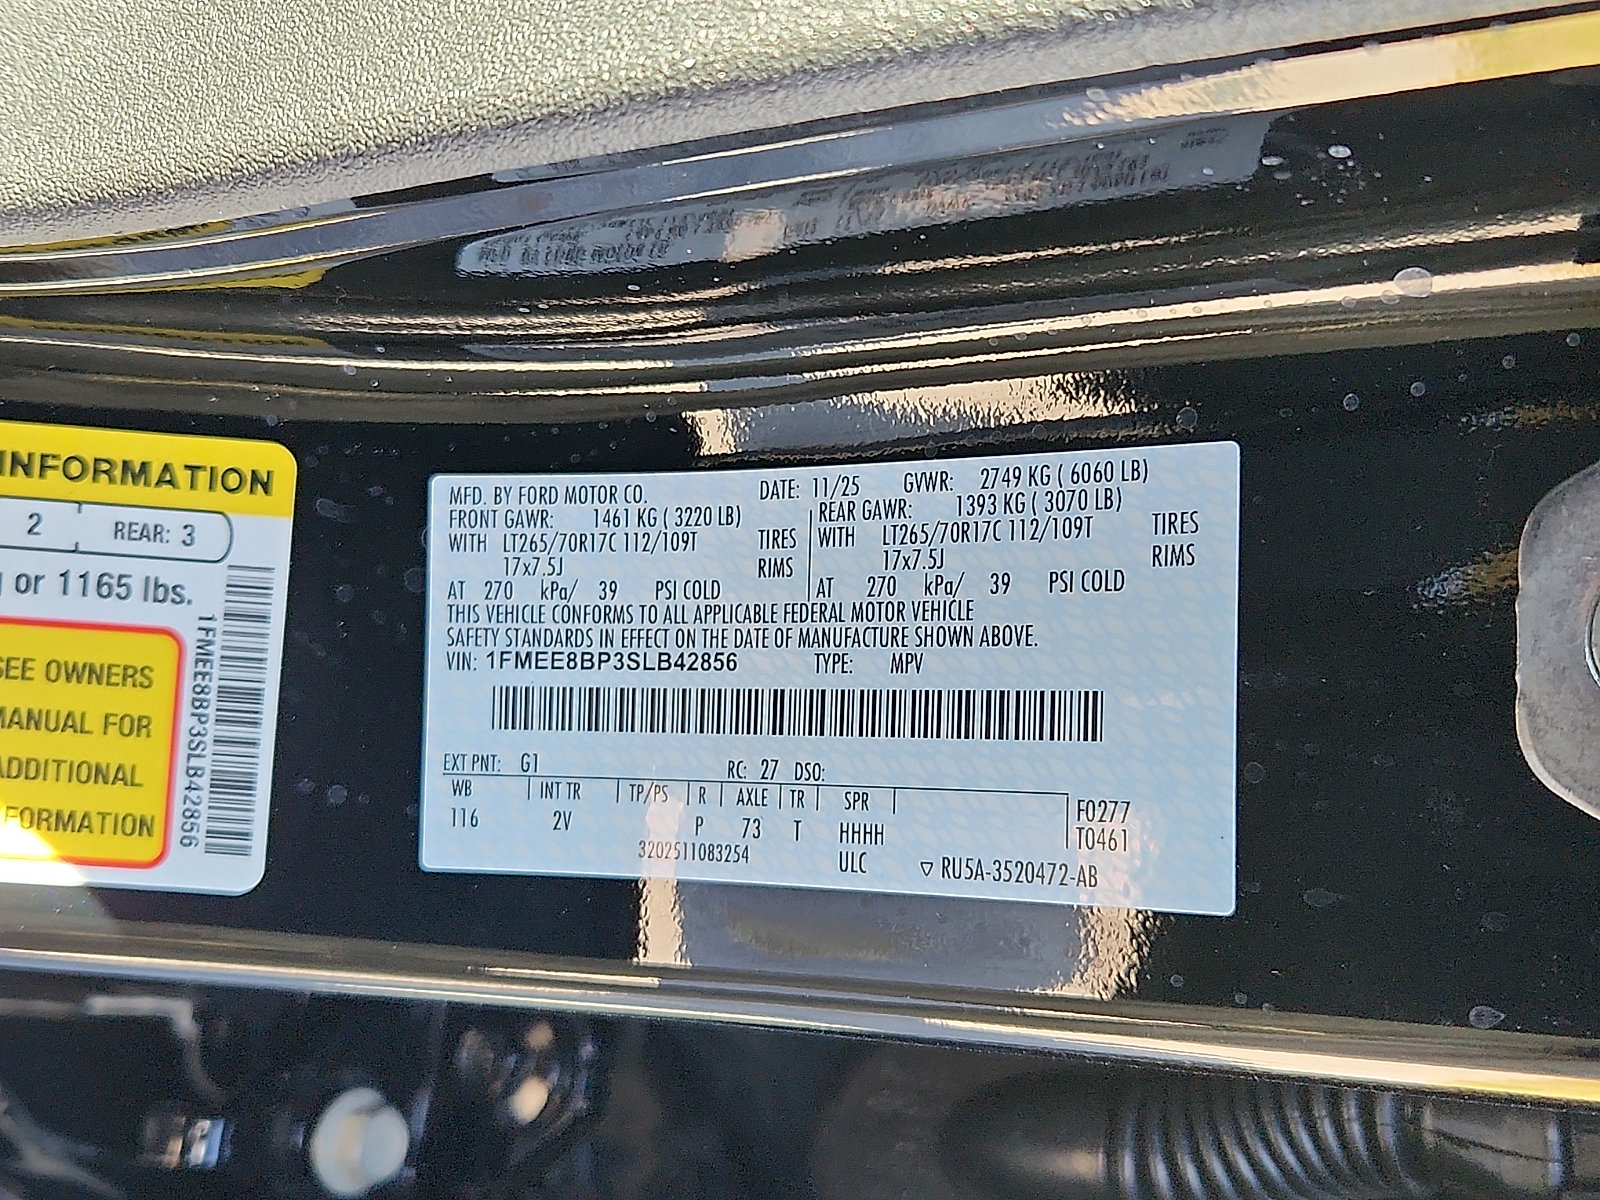 INFORMATION
2 REAR: 3
or 1165 lbs.
SEE OWNERS
MANUAL FOR
ADDITIONAL
FORMATION
1FMEE8BP3SLB42856
MFD. BY FORD MOTOR CO. DATE: 11/25 GVWR: 2749 KG ( 6060 LB)
FRONT GAWR: 1461 KG ( 3220 LB) REAR GAWR: 1393 KG ( 3070 LB)
WITH LT265/70R17C 112/109T TIRES WITH LT265/70R17C 112/109T TIRES
17x7.5J RIMS 17x7.5J RIMS
AT 270 kPa/ 39 PSI COLD AT 270 kPa/ 39 PSI COLD
THIS VEHICLE CONFORMS TO ALL APPLICABLE FEDERAL MOTOR VEHICLE
SAFETY STANDARDS IN EFFECT ON THE DATE OF MANUFACTURE SHOWN ABOVE.
VIN: 1FMEE8BP3SLB42856 TYPE: MPV
EXT PNT: G1 RC: 27 DSO:
WB INT TR TP/PS R AXLE TR SPR F0277
116 2V P 73 T HHHH T0461
3202511083254 ULC ▽ RU5A-3520472-AB